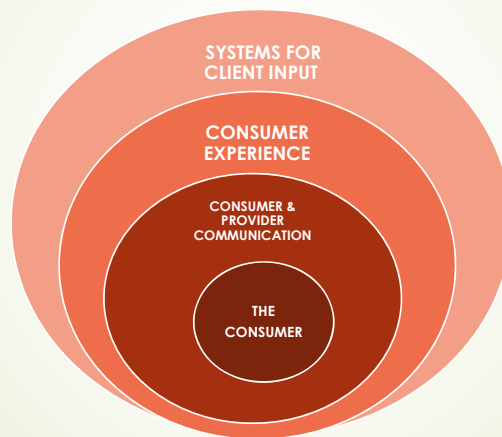 SYSTEMS FOR
CLIENT INPUT
CONSUMER
EXPERIENCE
CONSUMER &
PROVIDER
COMMUNICATION
THE
CONSUMER